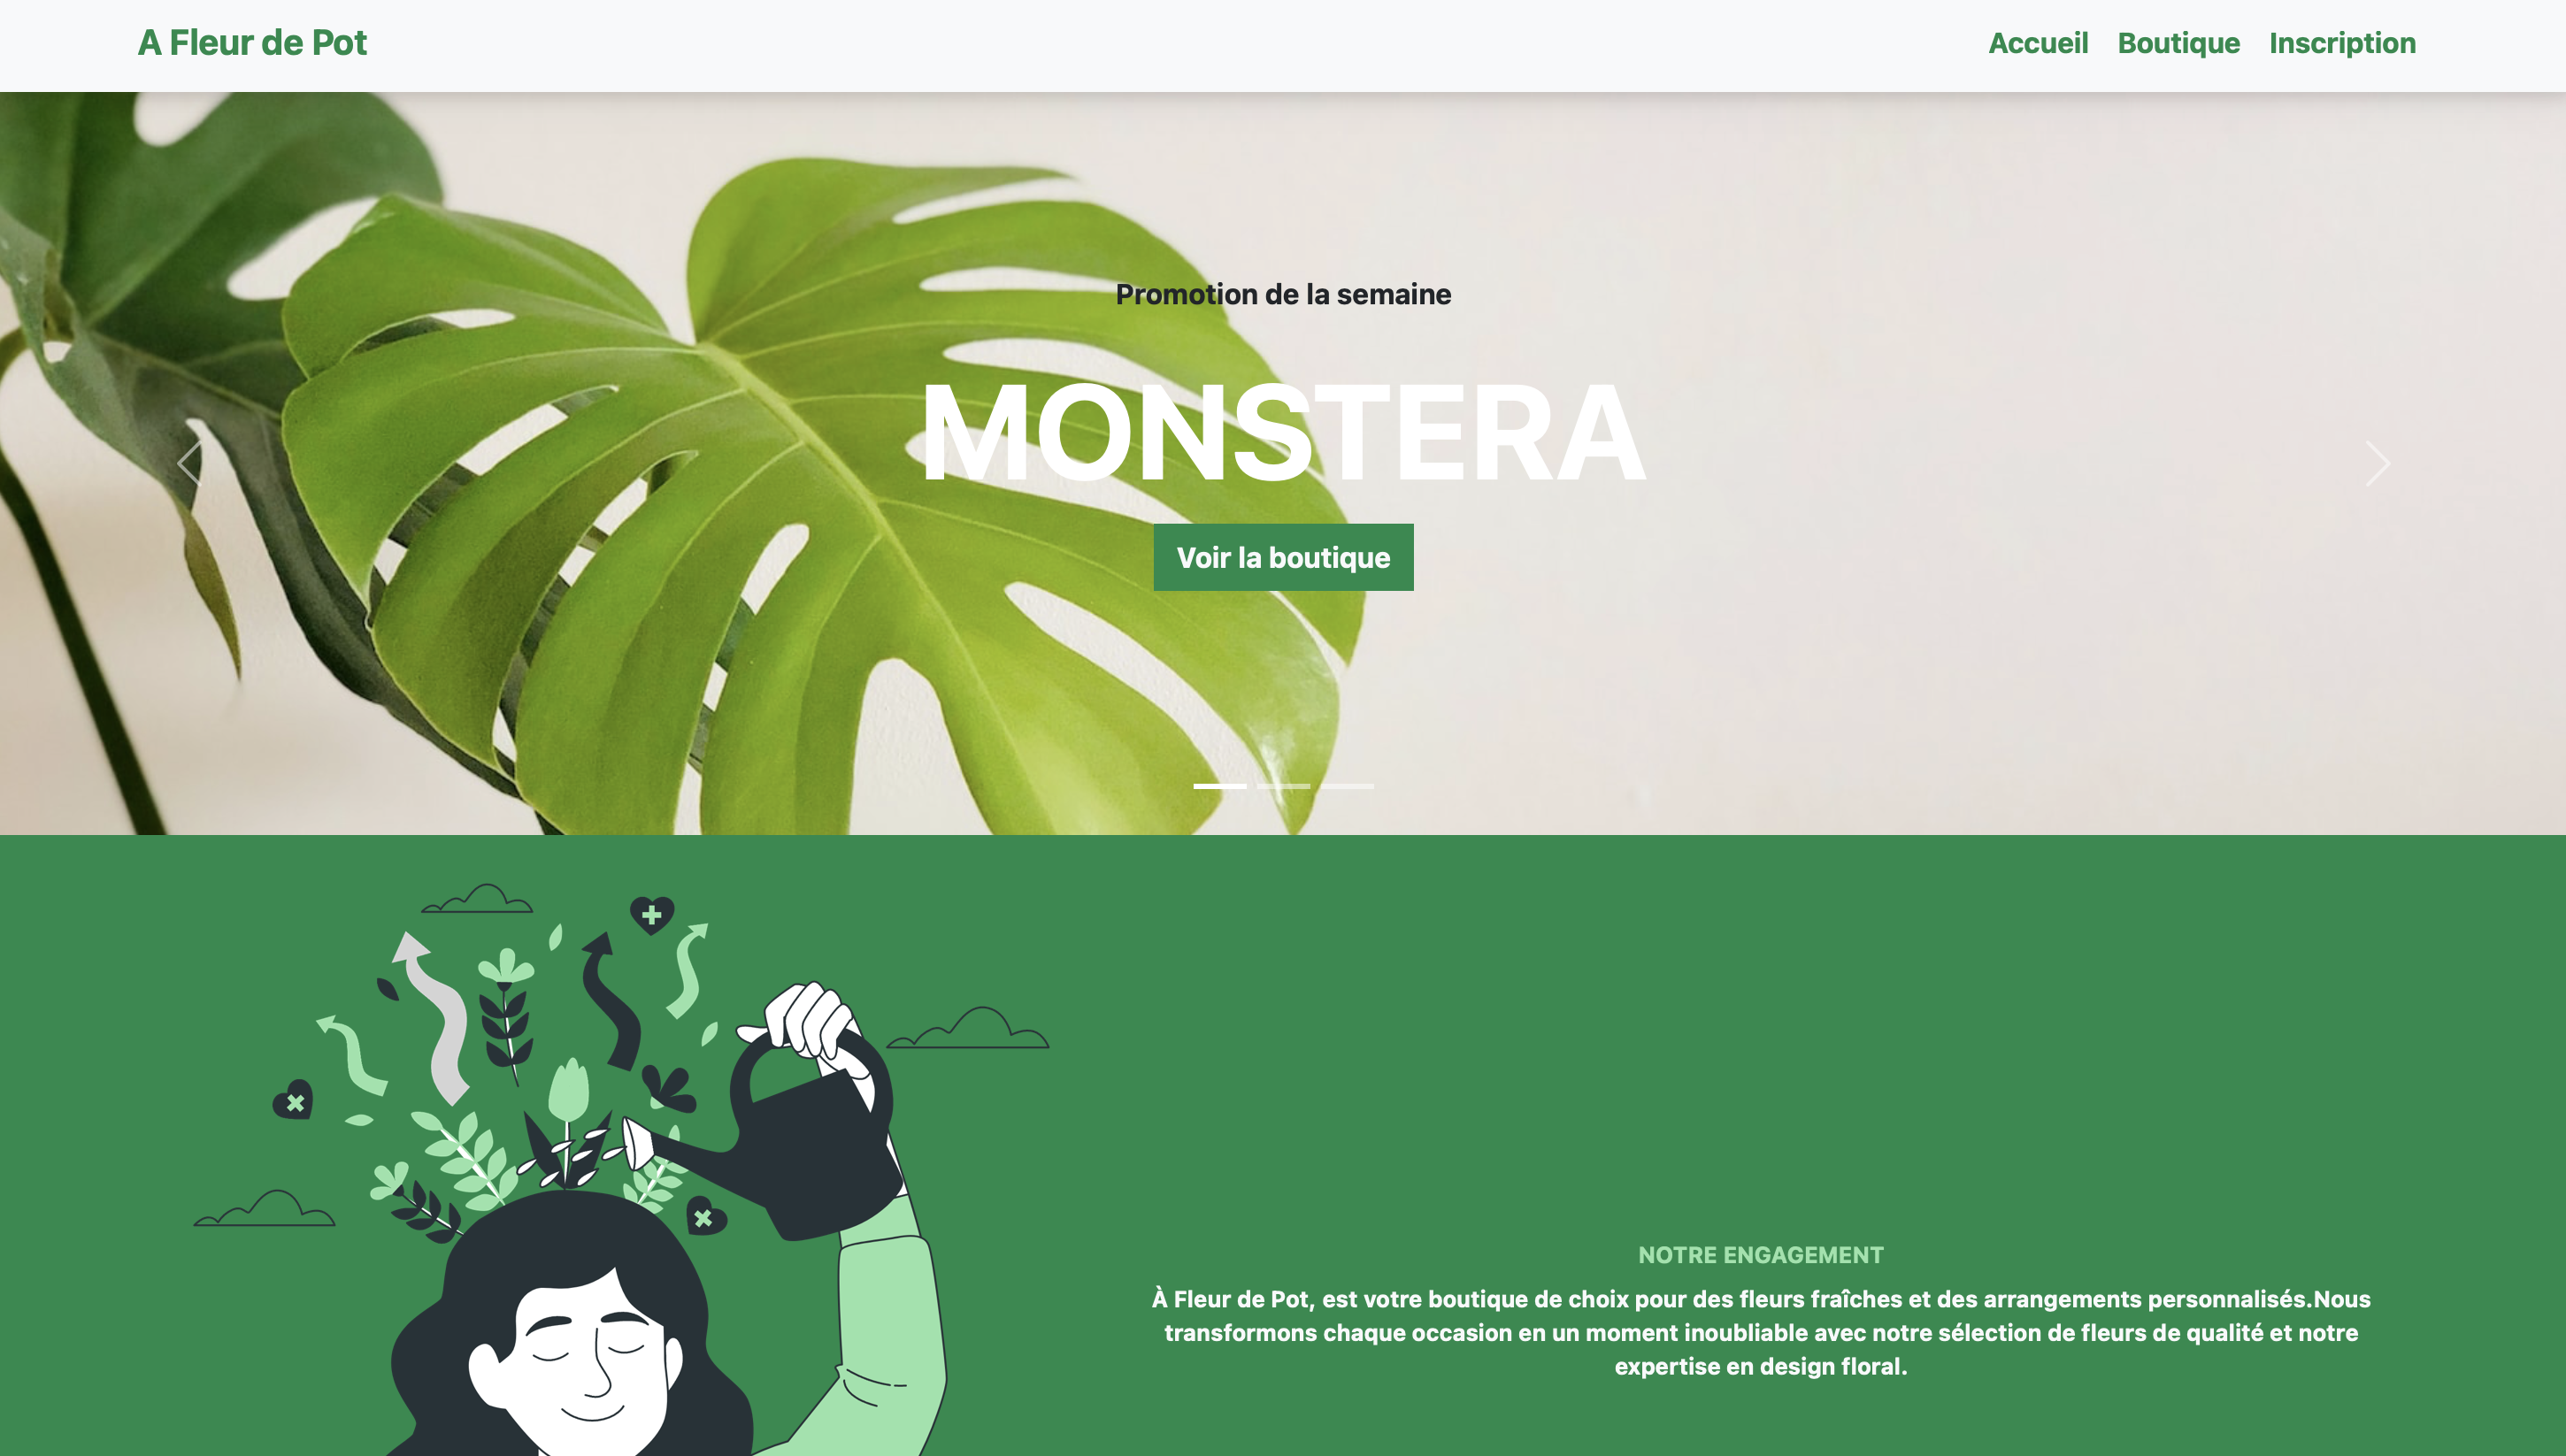 A Fleur de Pot
Accueil Boutique Inscription
Promotion de la semaine
MONSTERA
Voir la boutique
NOTRE ENGAGEMENT
À Fleur de Pot, est votre boutique de choix pour des fleurs fraîches et des arrangements personnalisés.Nous
transformons chaque occasion en un moment inoubliable avec notre sélection de fleurs de qualité et notre
expertise en design floral.